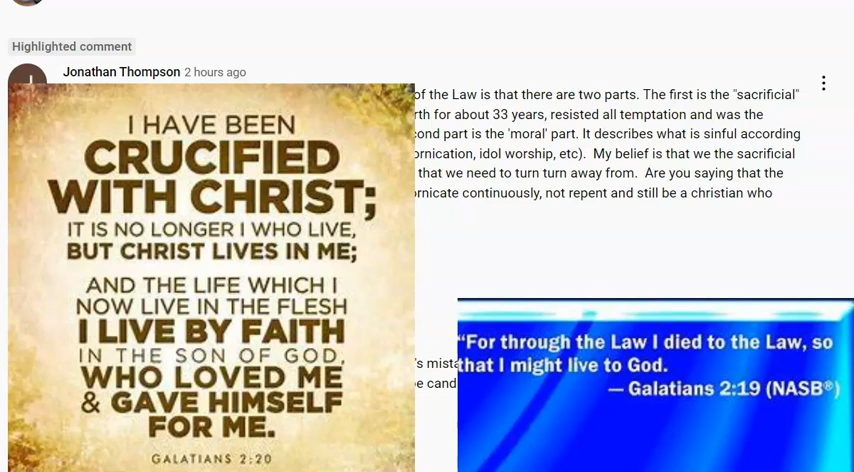 Highlighted comment
Jonathan Thompson 2 hours ago
of the Law is that there are two parts. The first is the "sacrificial"
rth for about 33 years, resisted all temptation and was the
ond part is the 'moral' part. It describes what is sinful according
ornication, idol worship, etc). My belief is that we the sacrificial
that we need to turn turn away from. Are you saying that the
ornicate continuously, not repent and still be a christian who
I HAVE BEEN
CRUCIFIED
WITH CHRIST;
IT IS NO LONGER I WHO LIVE,
BUT CHRIST LIVES IN ME;
AND THE LIFE WHICH I
NOW LIVE IN THE FLESH
I LIVE BY FAITH
IN THE SON OF GOD,
WHO LOVED ME
& GAVE HIMSELF
FOR ME.
GALATIANS 2:20
's mista
e cand
“For through the Law I died to the Law, so
that I might live to God.
— Galatians 2:19 (NASB®)